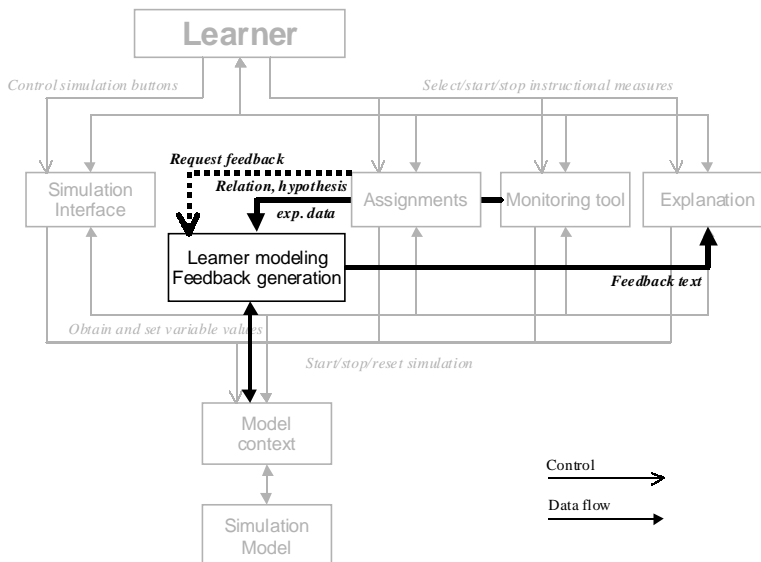 Learner
Control simulation buttons
Select/start/stop instructional measures
Request feedback
Relation, hypothesis
exp. data
Simulation
Interface
Assignments
Monitoring tool
Explanation
Learner modeling
Feedback generation
Feedback text
Obtain and set variable values
Start/stop/reset simulation
Model
context
Control
Data flow
Simulation
Model